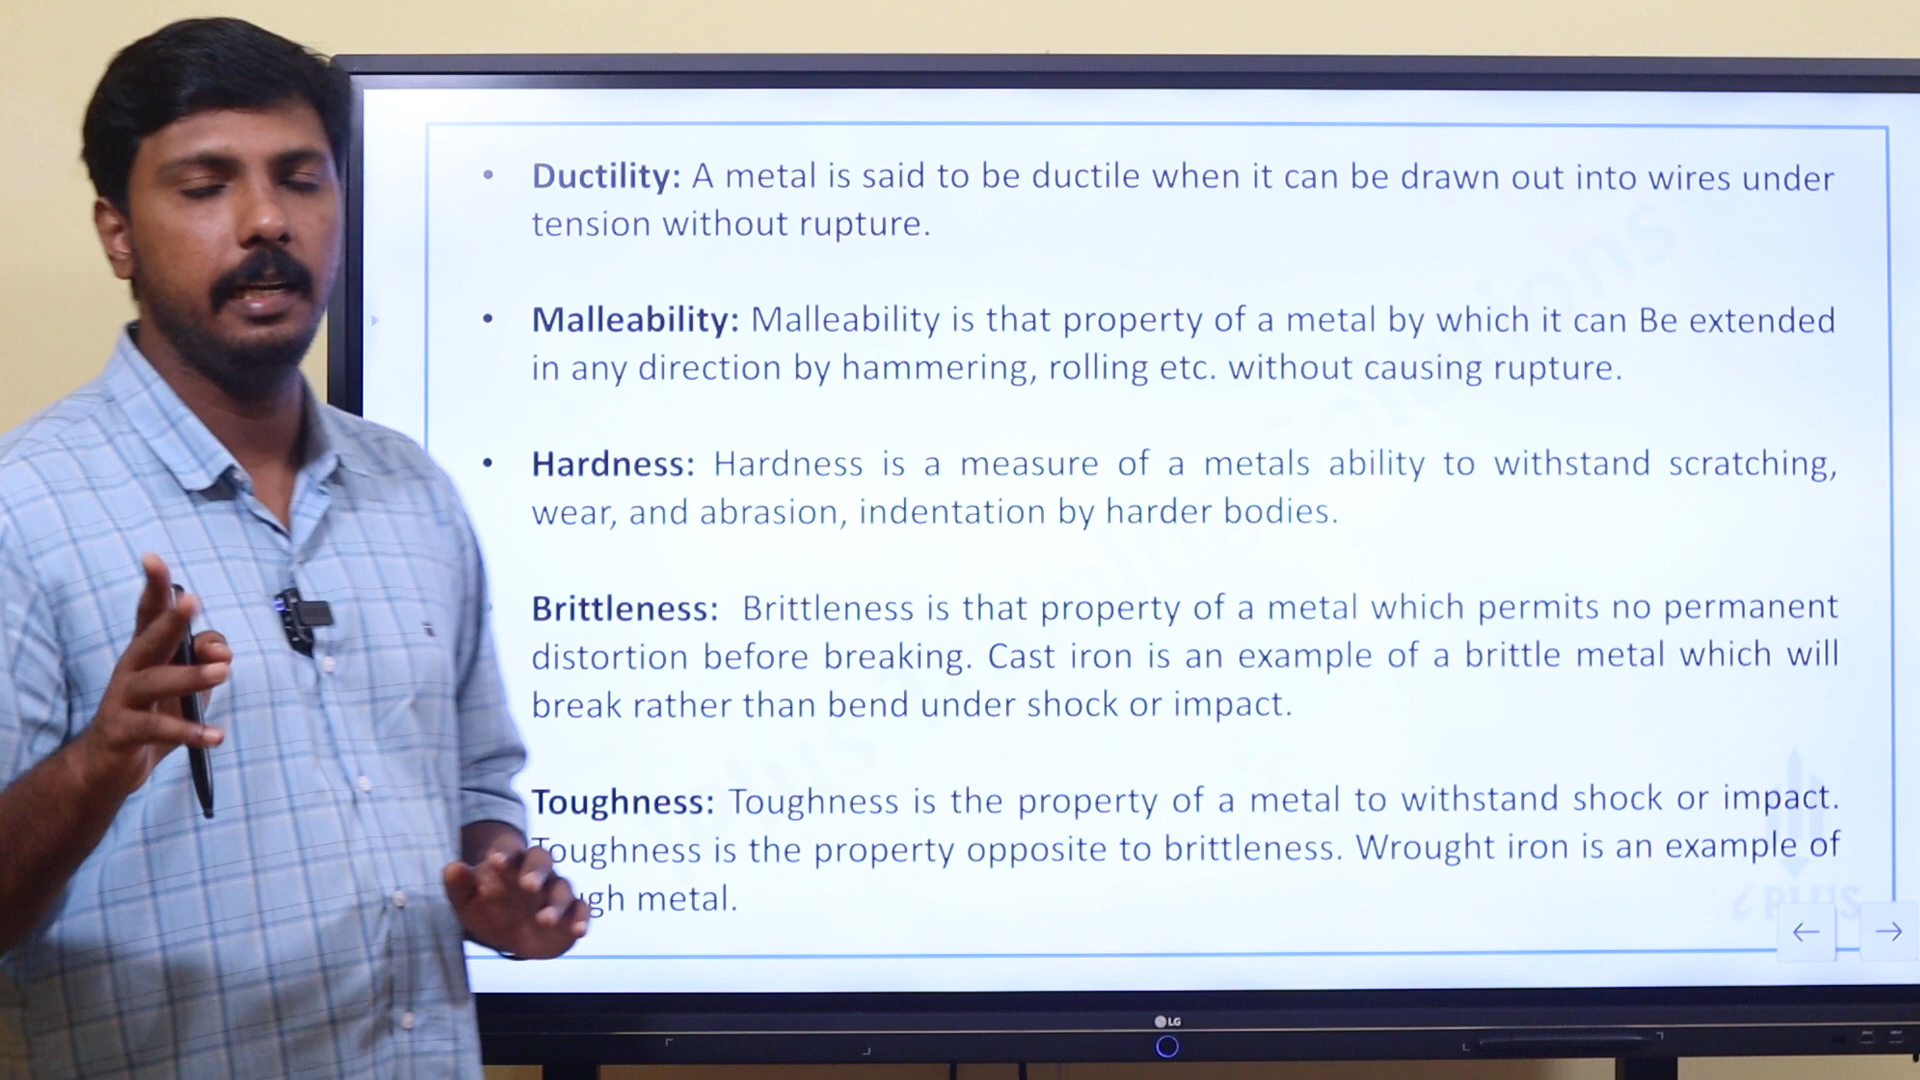 • Ductility: A metal is said to be ductile when it can be drawn out into wires under
tension without rupture.
• Malleability: Malleability is that property of a metal by which it can Be extended
in any direction by hammering, rolling etc. without causing rupture.
• Hardness: Hardness is a measure of a metals ability to withstand scratching,
wear, and abrasion, indentation by harder bodies.
Brittleness: Brittleness is that property of a metal which permits no permanent
distortion before breaking. Cast iron is an example of a brittle metal which will
break rather than bend under shock or impact.
Toughness: Toughness is the property of a metal to withstand shock or impact.
Toughness is the property opposite to brittleness. Wrought iron is an example of
metal.
iPLUS
LG